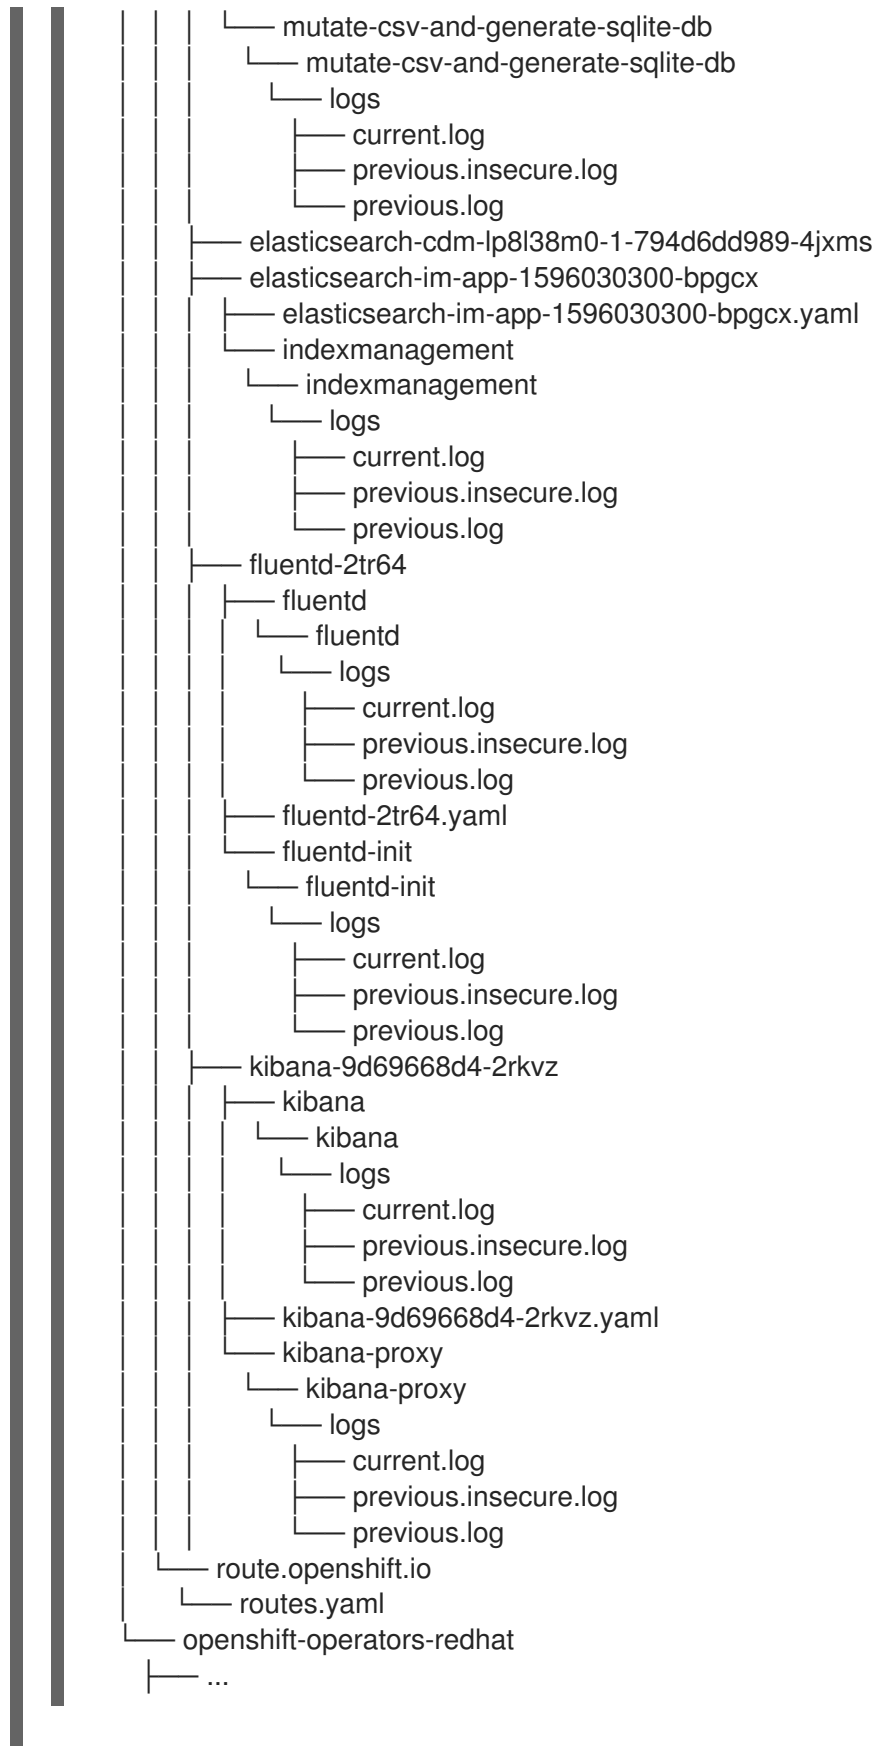 │ │ │ └── mutate-csv-and-generate-sqlite-db
│ │ │ └── mutate-csv-and-generate-sqlite-db
│ │ │ └── logs
│ │ │ ├── current.log
│ │ │ ├── previous.insecure.log
│ │ │ └── previous.log
│ │ ├── elasticsearch-cdm-lp8l38m0-1-794d6dd989-4jxms
│ │ ├── elasticsearch-im-app-1596030300-bpgcx
│ │ │ ├── elasticsearch-im-app-1596030300-bpgcx.yaml
│ │ │ └── indexmanagement
│ │ │ └── indexmanagement
│ │ │ └── logs
│ │ │ ├── current.log
│ │ │ ├── previous.insecure.log
│ │ │ └── previous.log
│ │ ├── fluentd-2tr64
│ │ │ ├── fluentd
│ │ │ │ └── fluentd
│ │ │ │ └── logs
│ │ │ │ ├── current.log
│ │ │ │ ├── previous.insecure.log
│ │ │ │ └── previous.log
│ │ │ ├── fluentd-2tr64.yaml
│ │ │ └── fluentd-init
│ │ │ └── fluentd-init
│ │ │ └── logs
│ │ │ ├── current.log
│ │ │ ├── previous.insecure.log
│ │ │ └── previous.log
│ │ ├── kibana-9d69668d4-2rkvz
│ │ │ ├── kibana
│ │ │ │ └── kibana
│ │ │ │ └── logs
│ │ │ │ ├── current.log
│ │ │ │ ├── previous.insecure.log
│ │ │ │ └── previous.log
│ │ │ ├── kibana-9d69668d4-2rkvz.yaml
│ │ │ └── kibana-proxy
│ │ │ └── kibana-proxy
│ │ │ └── logs
│ │ │ ├── current.log
│ │ │ ├── previous.insecure.log
│ │ │ └── previous.log
│ └── route.openshift.io
│ └── routes.yaml
└── openshift-operators-redhat
├── ...